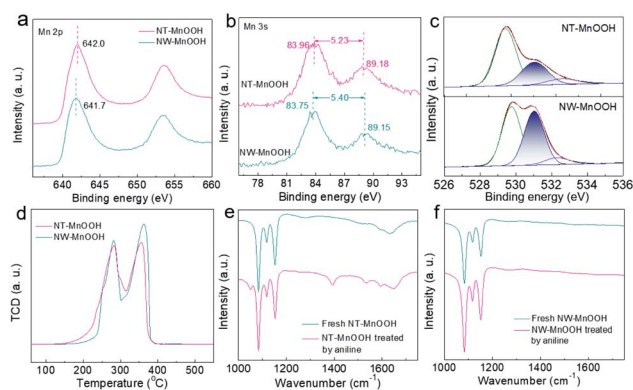 a
Mn 2p
NT-MnOOH
NW-MnOOH
642.0
641.7
Intensity (a. u.)
640 645 650 655 660
Binding energy (eV)
b
Mn 3s
5.23
83.96
89.18
NT-MnOOH
5.40
83.75
89.15
NW-MnOOH
Intensity (a. u.)
78 81 84 87 90 93
Binding energy (eV)
c
NT-MnOOH
NW-MnOOH
Intensity (a. u.)
526 528 530 532 534 536
Binding energy (eV)
d
NT-MnOOH
NW-MnOOH
TCD (a. u.)
100 200 300 400 500
Temperature (°C)
e
Fresh NT-MnOOH
NT-MnOOH treated
by aniline
Intensity (a. u.)
1000 1200 1400 1600
Wavenumber (cm⁻¹)
f
Fresh NW-MnOOH
NW-MnOOH treated
by aniline
Intensity (a. u.)
1000 1200 1400 1600
Wavenumber (cm⁻¹)